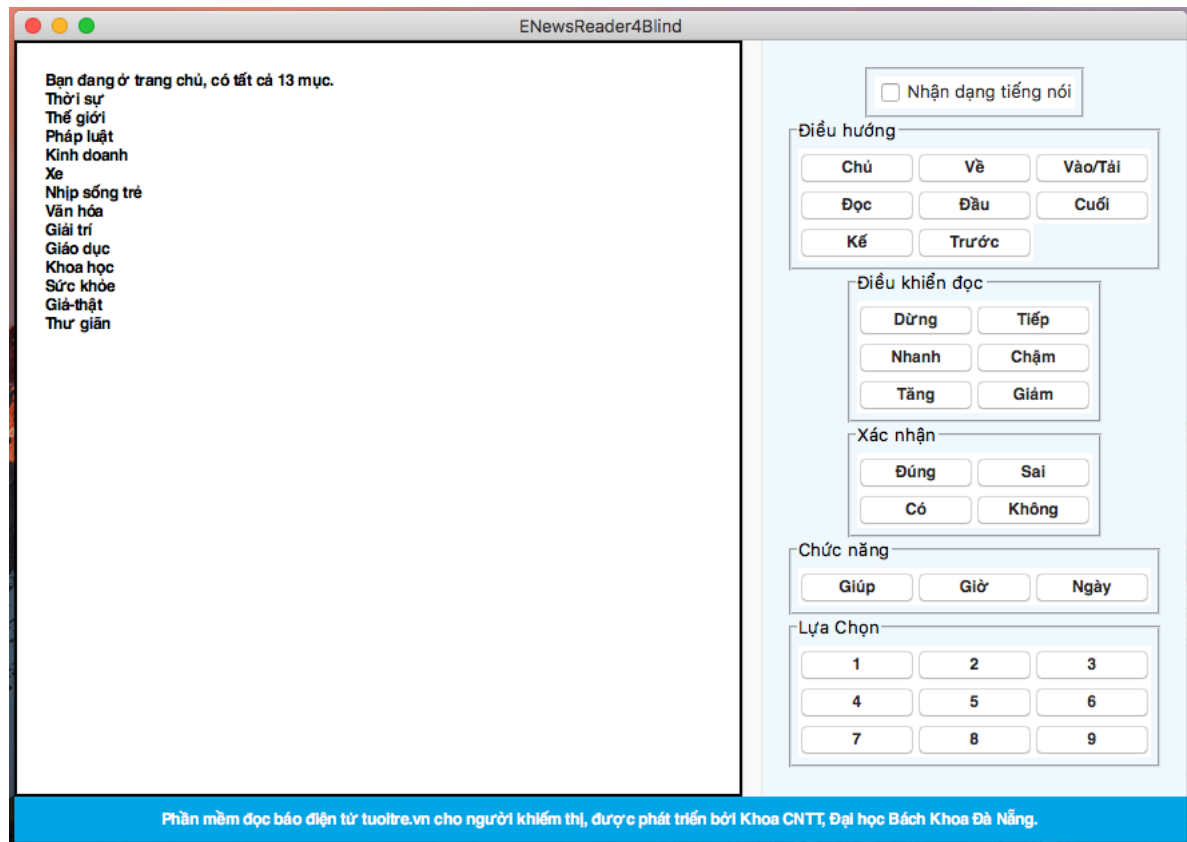 ENewsReader4Blind
Bạn đang ở trang chủ, có tất cả 13 mục.
Thời sự
Thế giới
Pháp luật
Kinh doanh
Xe
Nhịp sống trẻ
Văn hóa
Giải trí
Giáo dục
Khoa học
Sức khỏe
Giả-thật
Thư giãn
Nhận dạng tiếng nói
Điều hướng
Chủ Về Vào/Tải
Đọc Đầu Cuối
Kế Trước
Điều khiển đọc
Dừng Tiếp
Nhanh Chậm
Tăng Giảm
Xác nhận
Đúng Sai
Có Không
Chức năng
Giúp Giờ Ngày
Lựa Chọn
1 2 3
4 5 6
7 8 9
Phần mềm đọc báo điện tử tuoitre.vn cho người khiếm thị, được phát triển bởi Khoa CNTT, Đại học Bách Khoa Đà Nẵng.